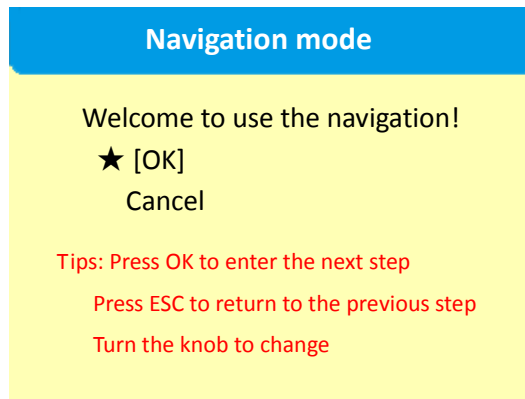 Navigation mode
Welcome to use the navigation!
★ [OK]
Cancel
Tips: Press OK to enter the next step
Press ESC to return to the previous step
Turn the knob to change